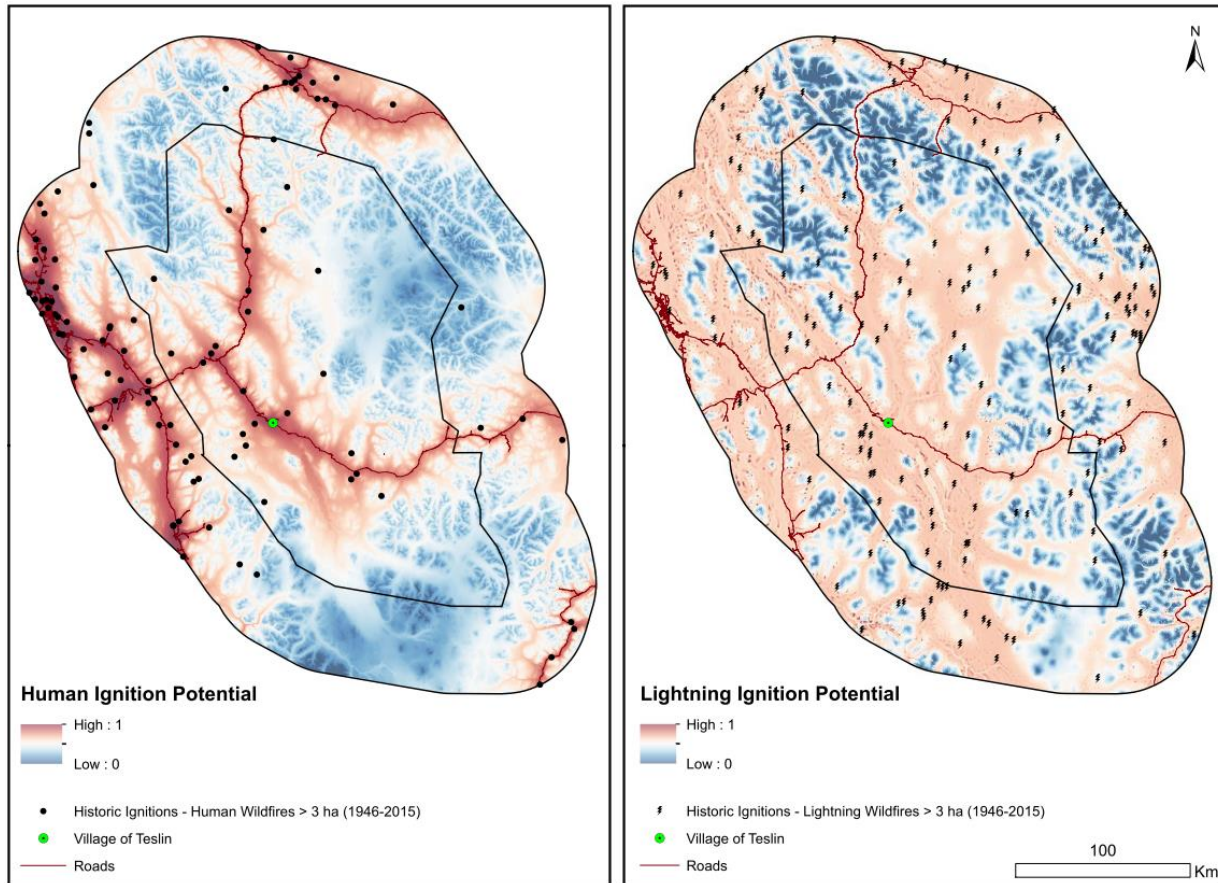 Human Ignition Potential
High : 1
Low : 0
Historic Ignitions - Human Wildfires > 3 ha (1946-2015)
Village of Teslin
Roads
N
Lightning Ignition Potential
High : 1
Low : 0
Historic Ignitions - Lightning Wildfires > 3 ha (1946-2015)
Village of Teslin
Roads
100
Km